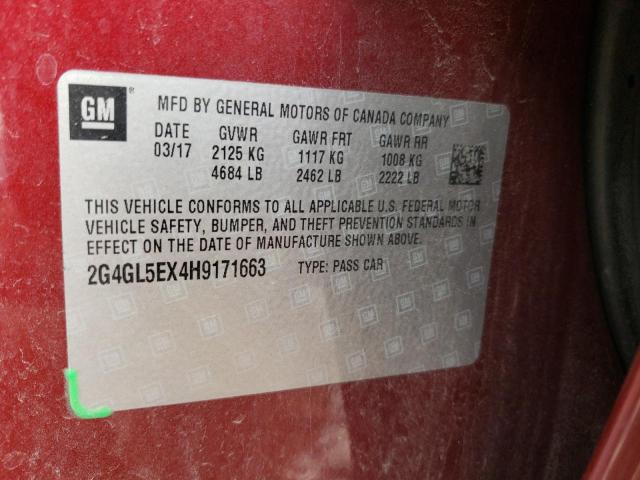 GM ®
MFD BY GENERAL MOTORS OF CANADA COMPANY
DATE GVWR GAWR FRT GAWR RR
03/17 2125 KG 1117 KG 1008 KG
4684 LB 2462 LB 2222 LB
THIS VEHICLE CONFORMS TO ALL APPLICABLE U.S. FEDERAL MOTOR
VEHICLE SAFETY, BUMPER, AND THEFT PREVENTION STANDARDS IN
EFFECT ON THE DATE OF MANUFACTURE SHOWN ABOVE.
2G4GL5EX4H9171663 TYPE: PASS CAR